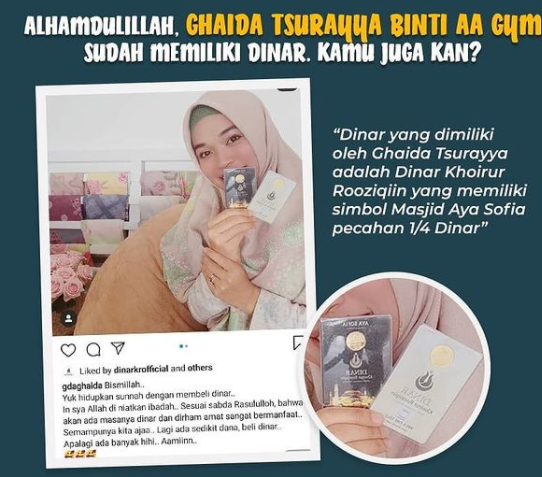 ALHAMDULILLAH, GHAIDA TSURAYYA BINTI AA GYM
SUDAH MEMILIKI DINAR. KAMU JUGA KAN?
“Dinar yang dimiliki
oleh Ghaida Tsurayya
adalah Dinar Khoirur
Rooziqiin yang memiliki
simbol Masjid Aya Sofia
pecahan 1/4 Dinar”
Liked by dinarkrofficial and others
gdaghaida Bismillah..
Yuk hidupkan sunnah dengan membeli dinar..
In sya Allah di niatkan ibadah.. Sesuai sabda Rasululloh, bahwa
akan ada masanya dinar dan dirham amat sangat bermanfaat..
Semampunya kita ajaa.. Lagi ada sedikit dana, beli dinar..
Apalagi ada banyak hihi.. Aamiinn..
🥰🥰🥰
AYA SOFIA
DINAR
DINAR